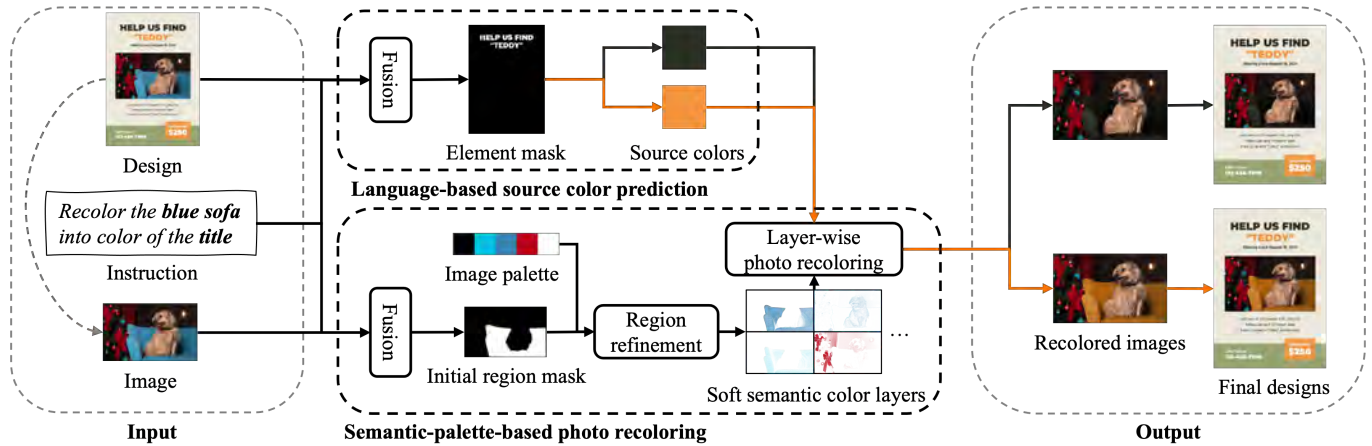 HELP US FIND
"TEDDY"
$250
Design
Recolor the blue sofa
into color of the title
Instruction
Image
Input
Fusion
HELP US FIND
"TEDDY"
Element mask
Source colors
Language-based source color prediction
Image palette
Fusion
Initial region mask
Region
refinement
Layer-wise
photo recoloring
...
Soft semantic color layers
Semantic-palette-based photo recoloring
Recolored images
HELP US FIND
"TEDDY"
$250
HELP US FIND
"TEDDY"
$250
Final designs
Output